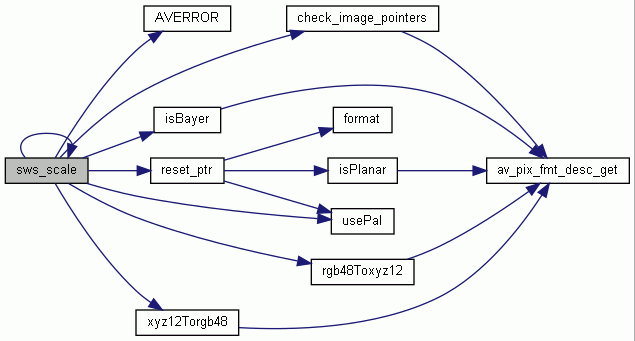 AVERROR
check_image_pointers
isBayer
format
sws_scale
reset_ptr
isPlanar
av_pix_fmt_desc_get
usePal
rgb48Toxyz12
xyz12Torgb48